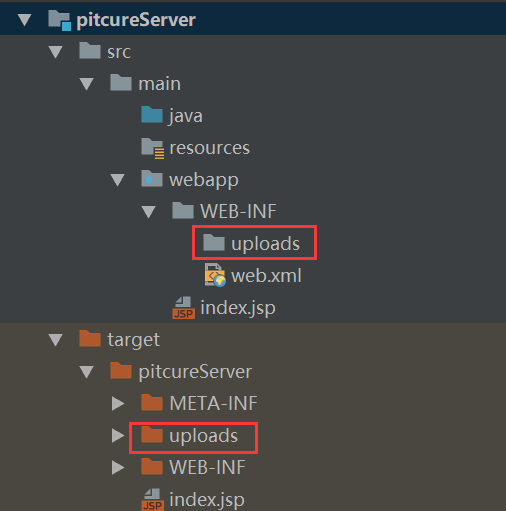 pitcureServer
src
main
java
resources
webapp
WEB-INF
uploads
web.xml
JSP index.jsp
target
pitcureServer
META-INF
uploads
WEB-INF
JSP index.jsp